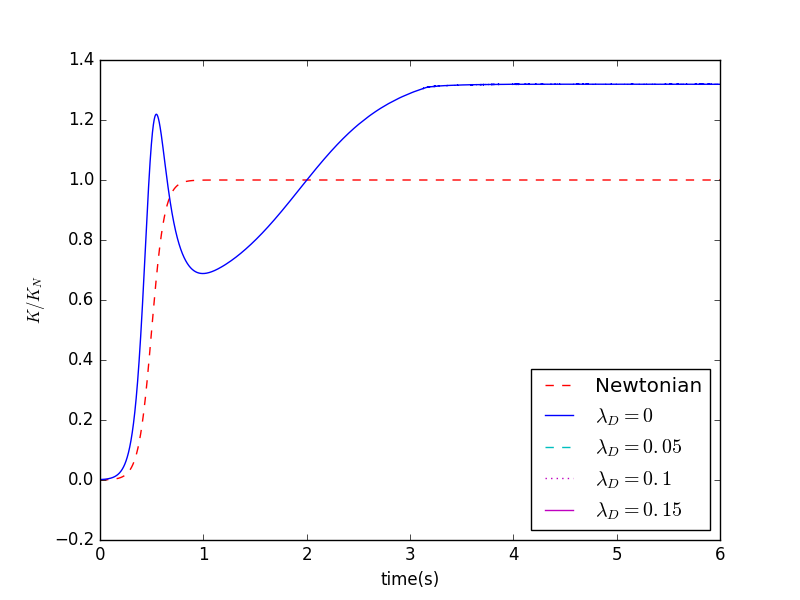 1.4
1.2
1.0
0.8
0.6
0.4
0.2
0.0
−0.2
K/K_N
0 1 2 3 4 5 6
time(s)
Newtonian
λ_D = 0
λ_D = 0.05
λ_D = 0.1
λ_D = 0.15